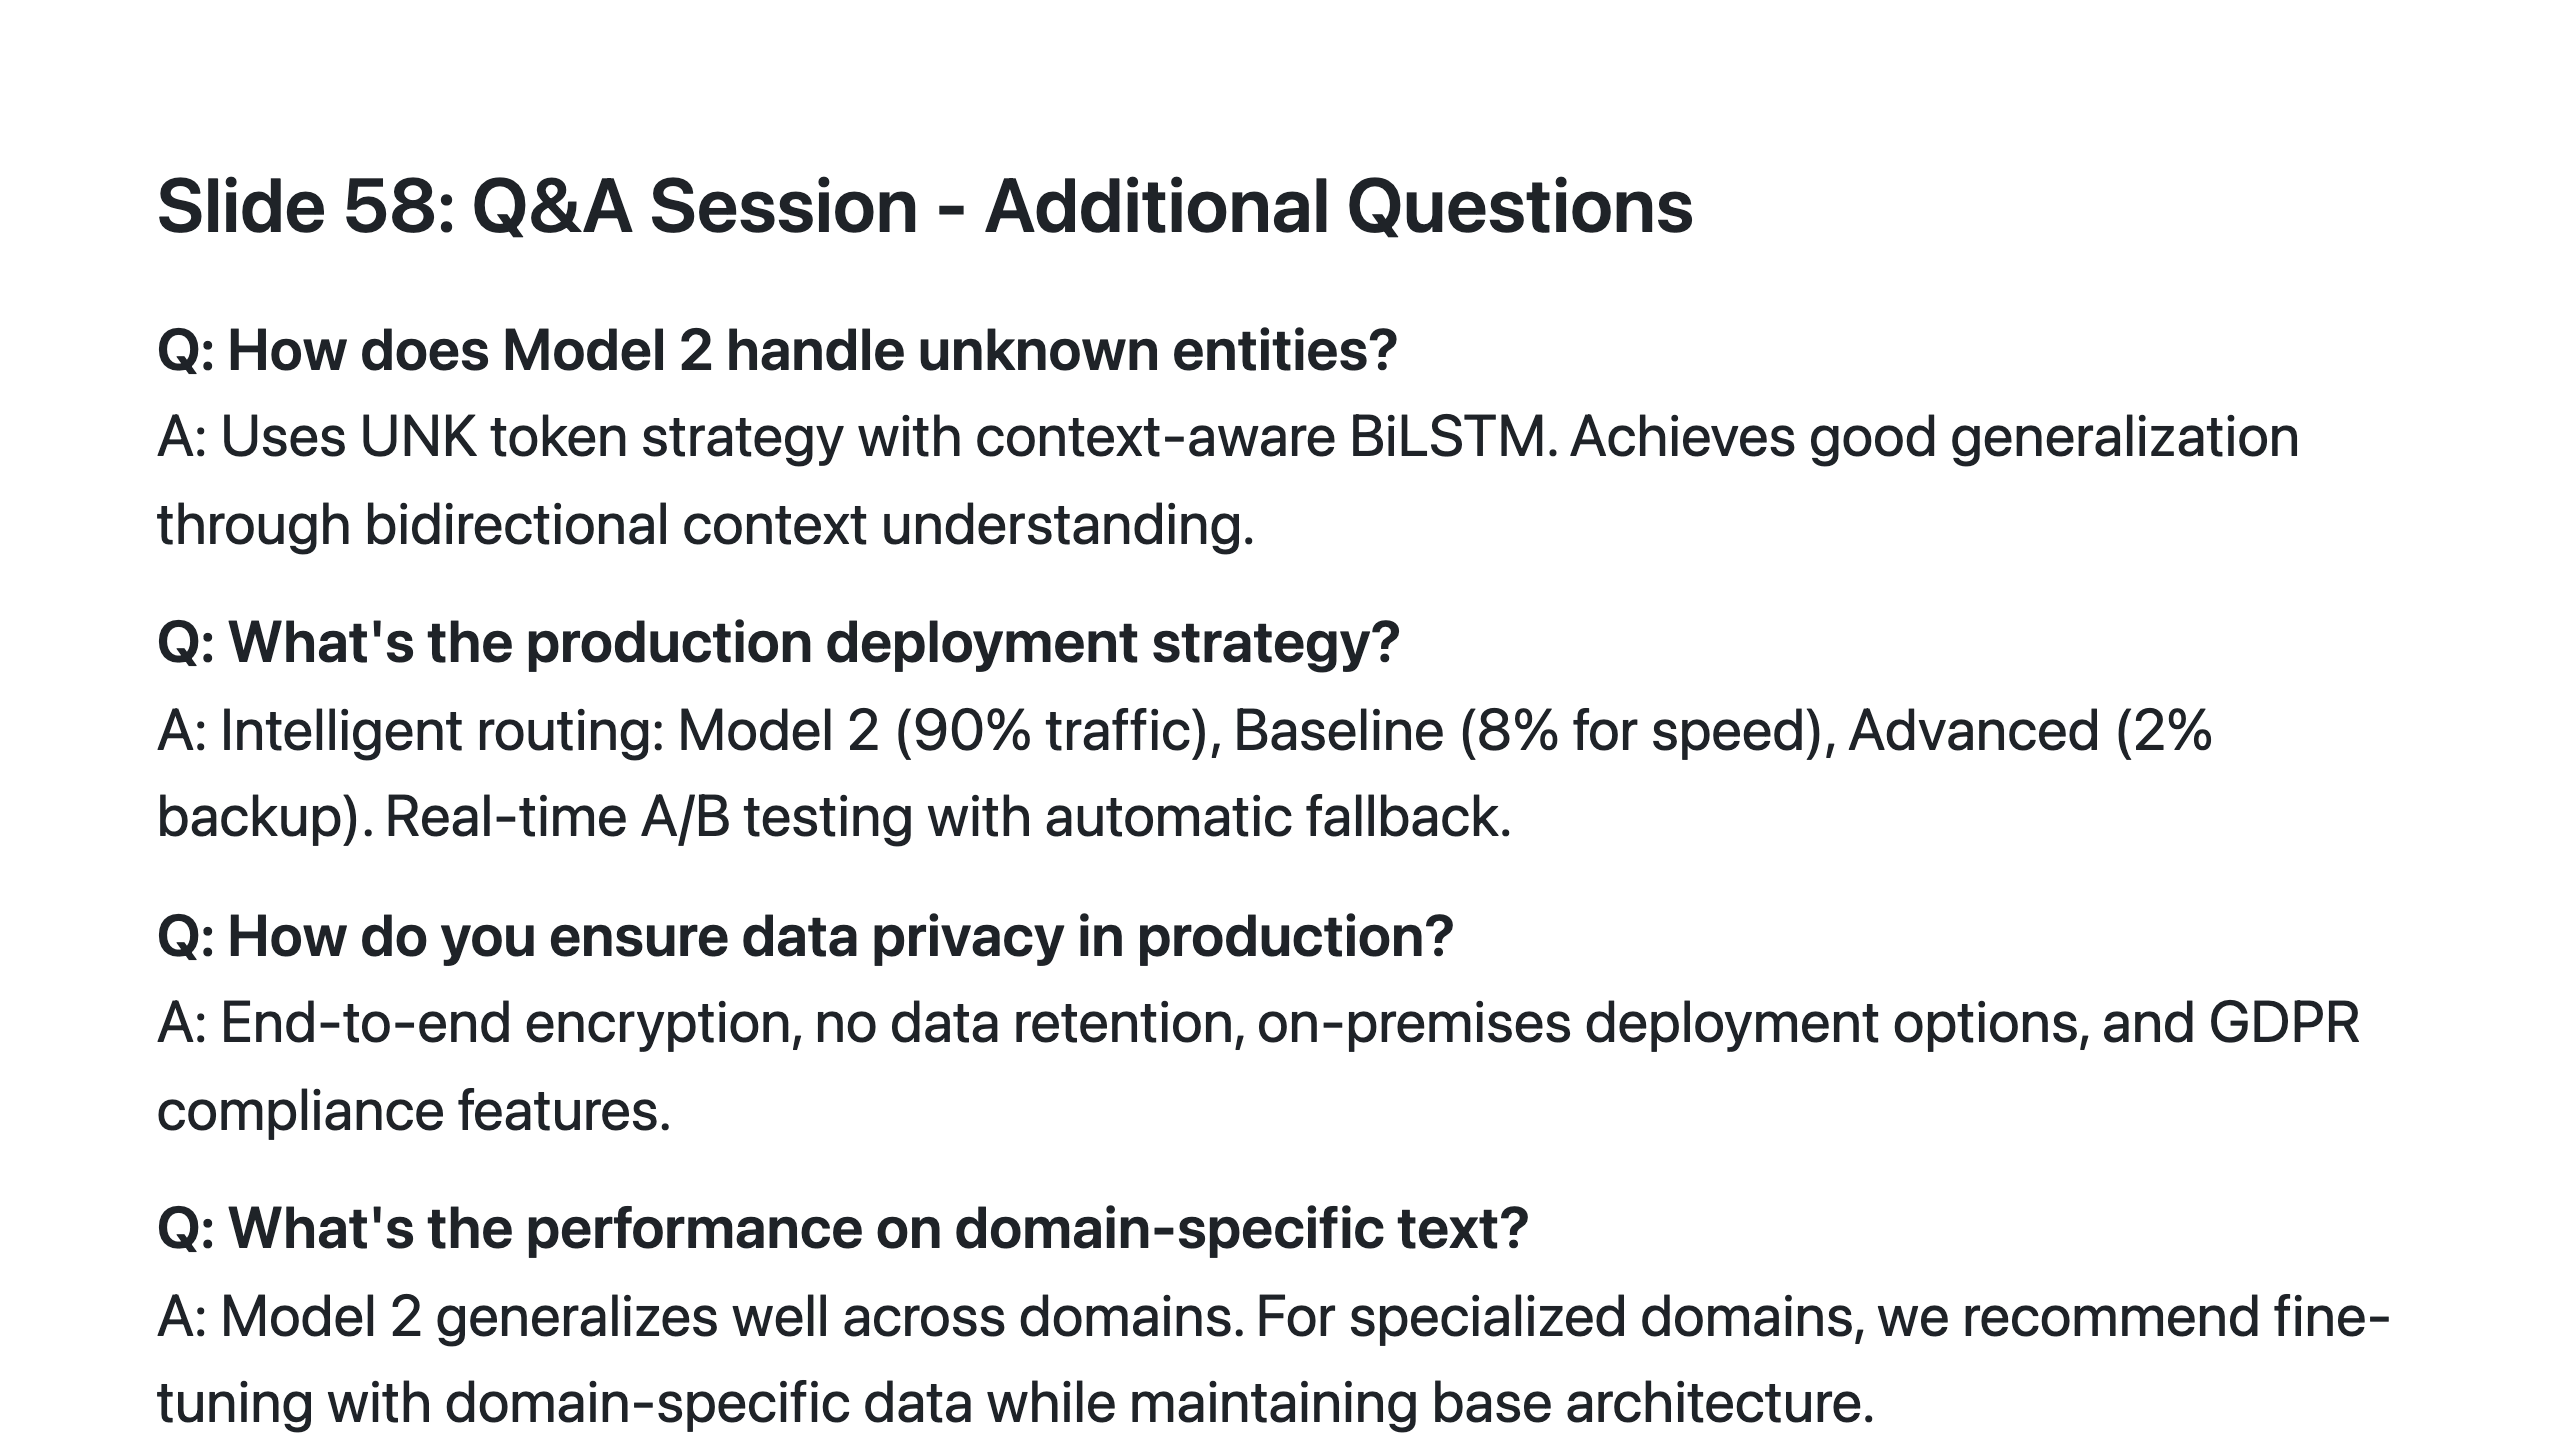 Slide 58: Q&A Session - Additional Questions
Q: How does Model 2 handle unknown entities?
A: Uses UNK token strategy with context-aware BiLSTM. Achieves good generalization
through bidirectional context understanding.
Q: What's the production deployment strategy?
A: Intelligent routing: Model 2 (90% traffic), Baseline (8% for speed), Advanced (2%
backup). Real-time A/B testing with automatic fallback.
Q: How do you ensure data privacy in production?
A: End-to-end encryption, no data retention, on-premises deployment options, and GDPR
compliance features.
Q: What's the performance on domain-specific text?
A: Model 2 generalizes well across domains. For specialized domains, we recommend fine-
tuning with domain-specific data while maintaining base architecture.